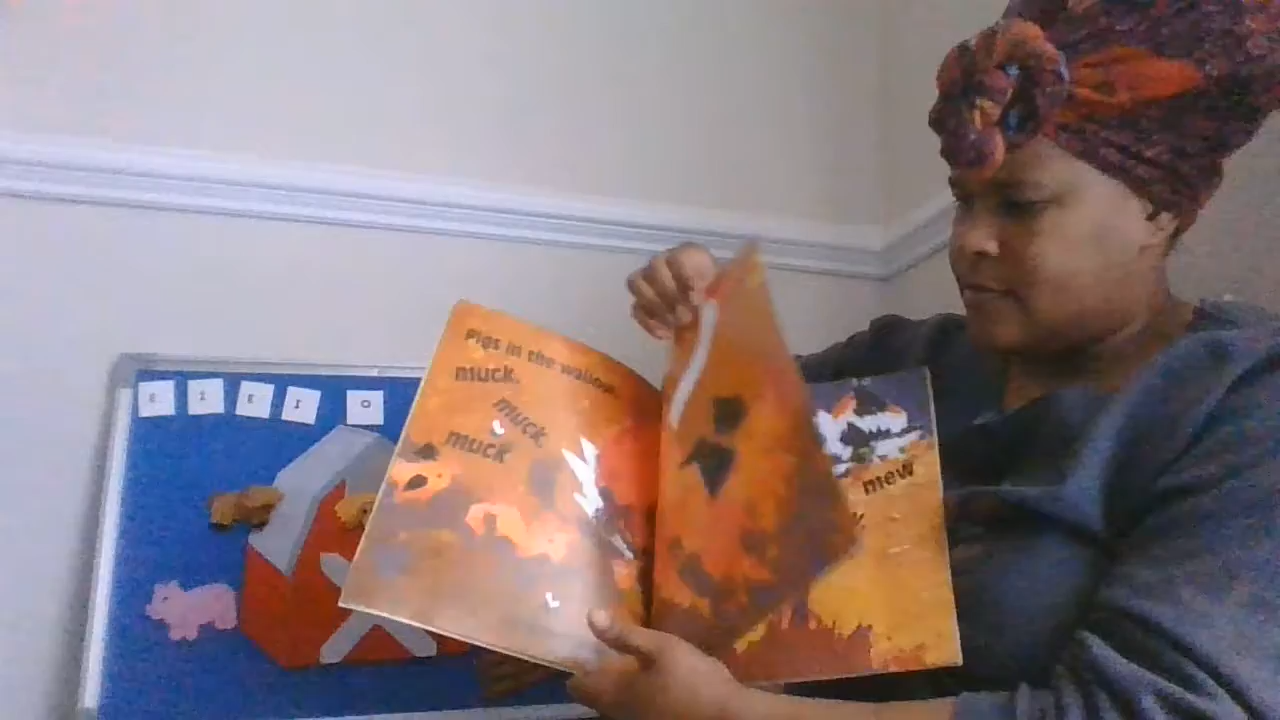 E I E I O
Pigs in the wallow
muck,
muck,
muck
mew